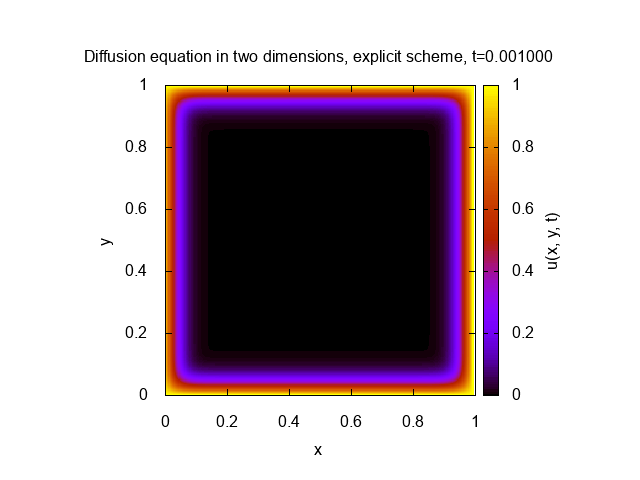 Diffusion equation in two dimensions, explicit scheme, t=0.001000
1
0.8
0.6
0.4
0.2
0
y
0 0.2 0.4 0.6 0.8 1
x
1
0.8
0.6
0.4
0.2
0
u(x, y, t)